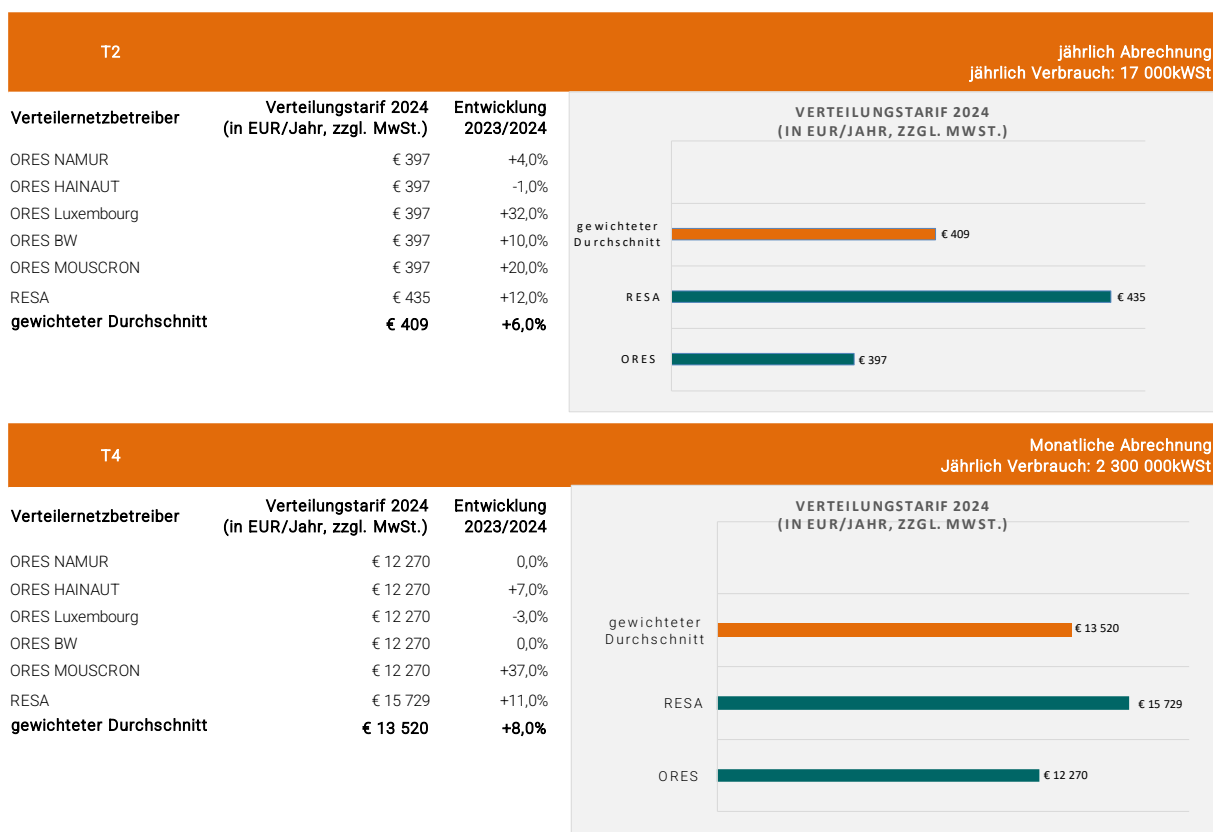 T2
jährlich Abrechnung
jährlich Verbrauch: 17 000kWSt
Verteilernetzbetreiber
Verteilungstarif 2024
(in EUR/Jahr, zzgl. MwSt.)
Entwicklung
2023/2024
ORES NAMUR € 397 +4,0%
ORES HAINAUT € 397 -1,0%
ORES Luxembourg € 397 +32,0%
ORES BW € 397 +10,0%
ORES MOUSCRON € 397 +20,0%
RESA € 435 +12,0%
gewichteter Durchschnitt € 409 +6,0%
VERTEILUNGSTARIF 2024
(IN EUR/JAHR, ZZGL. MWST.)
gewichteter
Durchschnitt
€ 409
RESA € 435
ORES € 397
T4
Monatliche Abrechnung
Jährlich Verbrauch: 2 300 000kWSt
Verteilernetzbetreiber
Verteilungstarif 2024
(in EUR/Jahr, zzgl. MwSt.)
Entwicklung
2023/2024
ORES NAMUR € 12 270 0,0%
ORES HAINAUT € 12 270 +7,0%
ORES Luxembourg € 12 270 -3,0%
ORES BW € 12 270 0,0%
ORES MOUSCRON € 12 270 +37,0%
RESA € 15 729 +11,0%
gewichteter Durchschnitt € 13 520 +8,0%
VERTEILUNGSTARIF 2024
(IN EUR/JAHR, ZZGL. MWST.)
gewichteter
Durchschnitt
€ 13 520
RESA € 15 729
ORES € 12 270